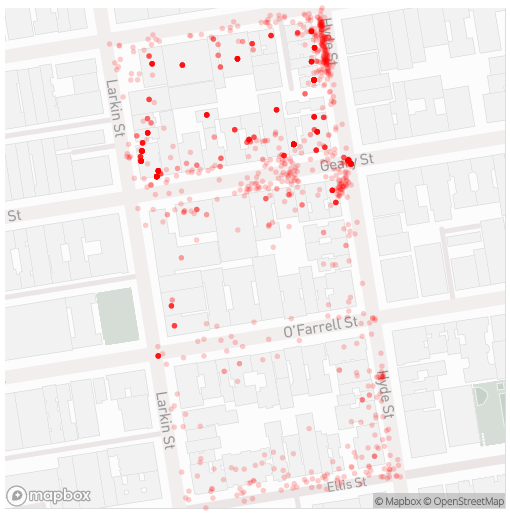 Hyde St
Larkin St
Geary St
St
O'Farrell St
Hyde St
Larkin St
Ellis St
mapbox
© Mapbox © OpenStreetMap